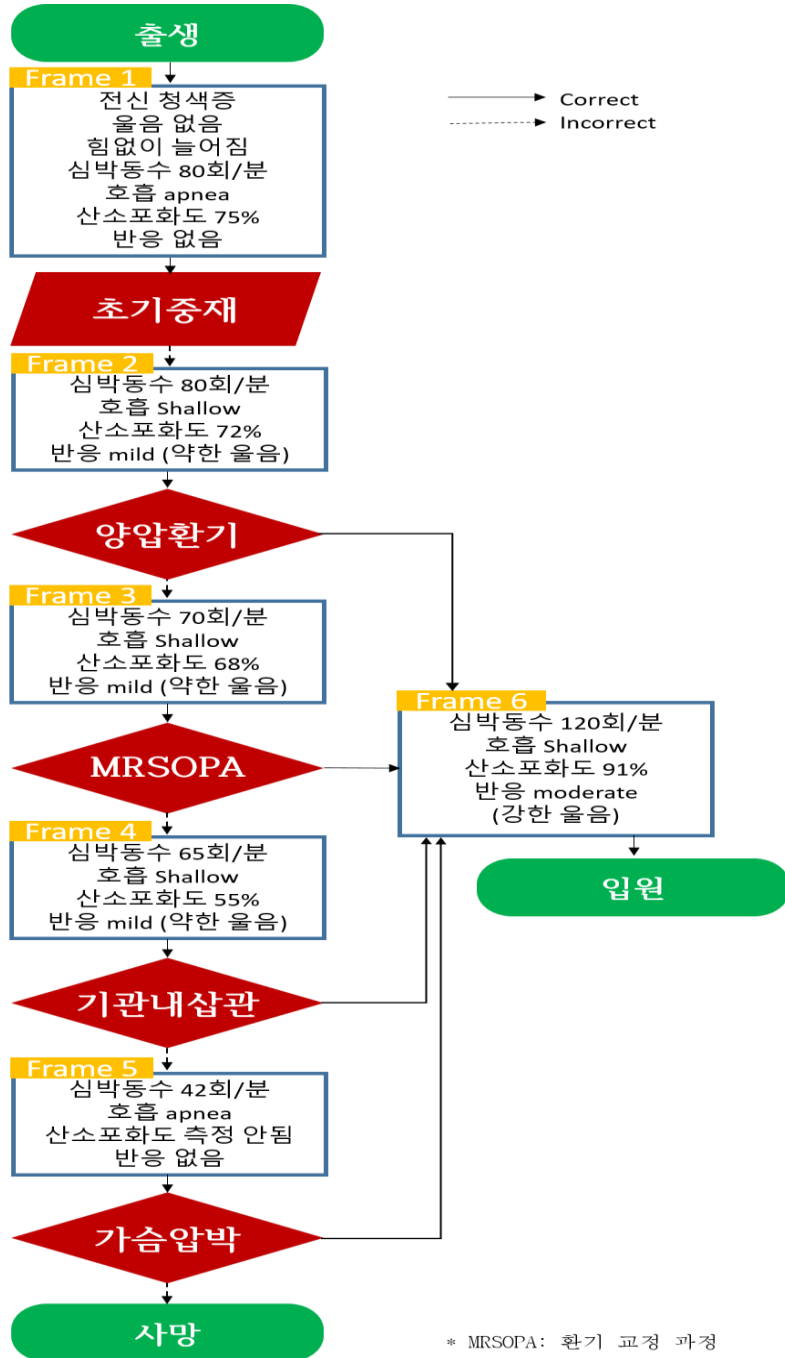 출생
Frame 1
전신 청색증
울음 없음
힘없이 늘어짐
심박동수 80회/분
호흡 apnea
산소포화도 75%
반응 없음
Correct
Incorrect
초기중재
Frame 2
심박동수 80회/분
호흡 Shallow
산소포화도 72%
반응 mild (약한 울음)
양압환기
Frame 3
심박동수 70회/분
호흡 Shallow
산소포화도 68%
반응 mild (약한 울음)
MRSOPA
Frame 6
심박동수 120회/분
호흡 Shallow
산소포화도 91%
반응 moderate
(강한 울음)
입원
Frame 4
심박동수 65회/분
호흡 Shallow
산소포화도 55%
반응 mild (약한 울음)
기관내삽관
Frame 5
심박동수 42회/분
호흡 apnea
산소포화도 측정 안됨
반응 없음
가슴압박
사망
* MRSOPA: 환기 교정 과정